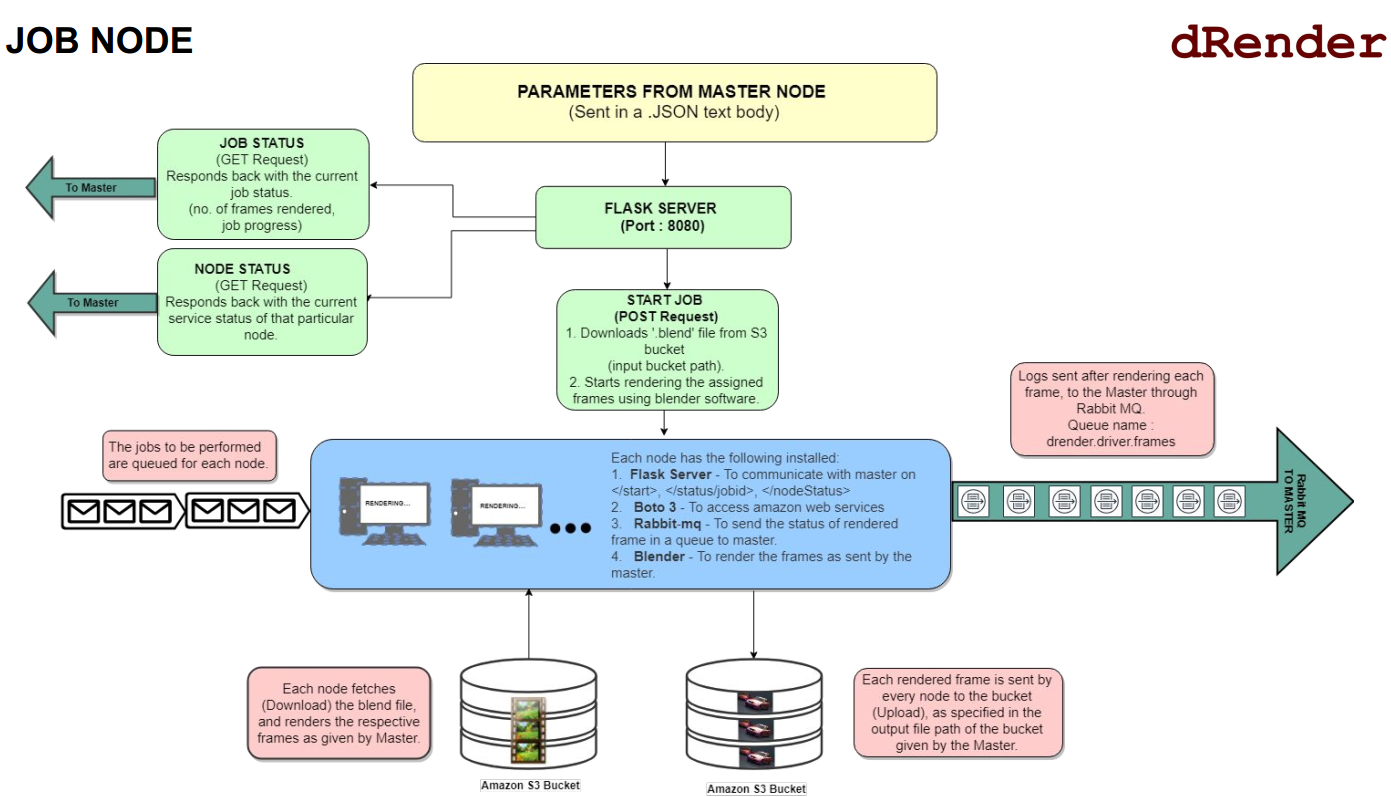 JOB NODE
dRender
PARAMETERS FROM MASTER NODE
(Sent in a .JSON text body)
JOB STATUS
(GET Request)
Responds back with the current
job status.
(no. of frames rendered,
job progress)
To Master
FLASK SERVER
(Port : 8080)
NODE STATUS
(GET Request)
Responds back with the current
service status of that particular
node.
To Master
START JOB
(POST Request)
1. Downloads '.blend' file from S3
bucket
(input bucket path).
2. Starts rendering the assigned
frames using blender software.
Logs sent after rendering each
frame, to the Master through
Rabbit MQ.
Queue name :
drender.driver.frames
The jobs to be performed
are queued for each node.
RENDERING...
RENDERING...
Each node has the following installed:
1. Flask Server - To communicate with master on
</start>, </status/jobid>, </nodeStatus>
2. Boto 3 - To access amazon web services
3. Rabbit-mq - To send the status of rendered
frame in a queue to master.
4. Blender - To render the frames as sent by the
master.
Rabbit MQ
TO MASTER
Each node fetches
(Download) the blend file,
and renders the respective
frames as given by Master.
Amazon S3 Bucket
Amazon S3 Bucket
Each rendered frame is sent by
every node to the bucket
(Upload), as specified in the
output file path of the bucket
given by the Master.